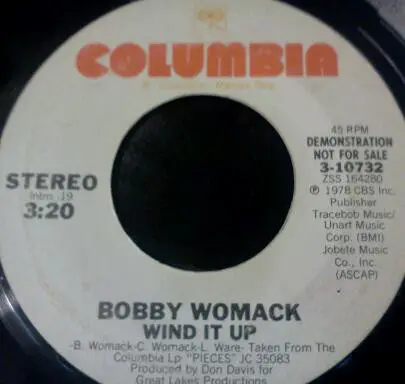 COLUMBIA
45 RPM
DEMONSTRATION
NOT FOR SALE
3-10732
ZSS 164280
℗ 1978 CBS Inc.
Publisher
Tracebob Music/
Unart Music
Corp. (BMI)
Jobete Music
Co., Inc.
(ASCAP)
STEREO
Intro .19
3:20
BOBBY WOMACK
WIND IT UP
-B. Womack-C. Womack-L. Ware- Taken From The
Columbia Lp "PIECES" JC 35083
Produced by Don Davis for
Great Lakes Productions